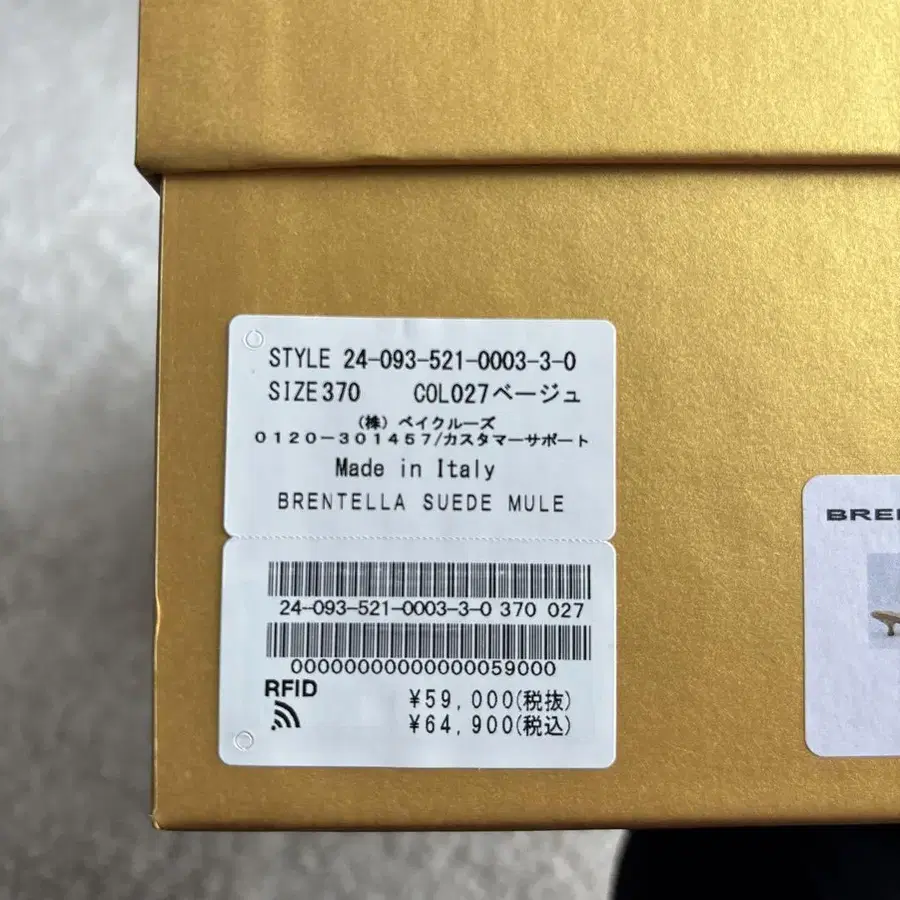 STYLE 24-093-521-0003-3-0
SIZE370 COL027ベージュ
(株) ベイクルーズ
0120-301457/カスタマーサポート
Made in Italy
BRENTELLA SUEDE MULE
24-093-521-0003-3-0 370 027
00000000000000059000
RFID
¥59,000(税抜)
¥64,900(税込)